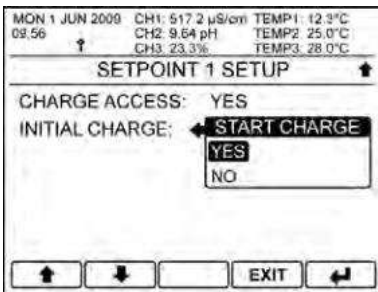 MON 1 JUN 2009 CH1: 517.2 µS/cm TEMP1: 12.3°C
09:56 CH2: 9.64 pH TEMP2: 25.0°C
CH3: 23.3% TEMP3: 28.0°C
SETPOINT 1 SETUP
CHARGE ACCESS: YES
INITIAL CHARGE: START CHARGE
YES
NO
EXIT